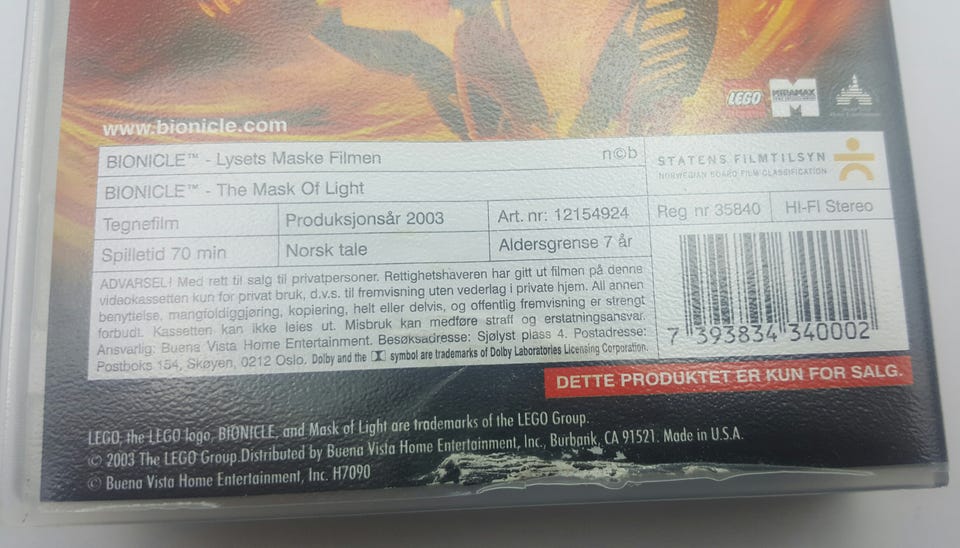 LEGO MIRAMAX
www.bionicle.com
BIONICLE™ - Lysets Maske Filmen n©b
STATENS FILMTILSYN
NORWEGIAN BOARD FILM CLASSIFICATION
BIONICLE™ - The Mask Of Light
Tegnefilm Produksjonsår 2003 Art. nr: 12154924 Reg nr 35840 HI-FI Stereo
Spilletid 70 min Norsk tale Aldersgrense 7 år
ADVARSEL! Med rett til salg til privatpersoner. Rettighetshaveren har gitt ut filmen på denne
videokassetten kun for privat bruk, d.v.s. til fremvisning uten vederlag i private hjem. All annen
benytielse, mangfoldiggjøring, kopiering, helt eller delvis, og offentlig fremvisning er strengt
forbudt. Kassetten kan ikke leies ut. Misbruk kan medføre straff og erstatningsansvar.
Ansvarlig: Buena Vista Home Entertainment. Besøksadresse: Sjølyst plass 4. Postadresse:
Postboks 154, Skøyen, 0212 Oslo. Dolby and the symbol are trademarks of Dolby Laboratories Licensing Corporation.
7 393834 340002
DETTE PRODUKTET ER KUN FOR SALG.
LEGO, the LEGO logo, BIONICLE, and Mask of Light are trademarks of the LEGO Group.
© 2003 The LEGO Group.Distributed by Buena Vista Home Entertainment, Inc., Burbank, CA 91521. Made in U.S.A.
© Buena Vista Home Entertainment, Inc. H7090